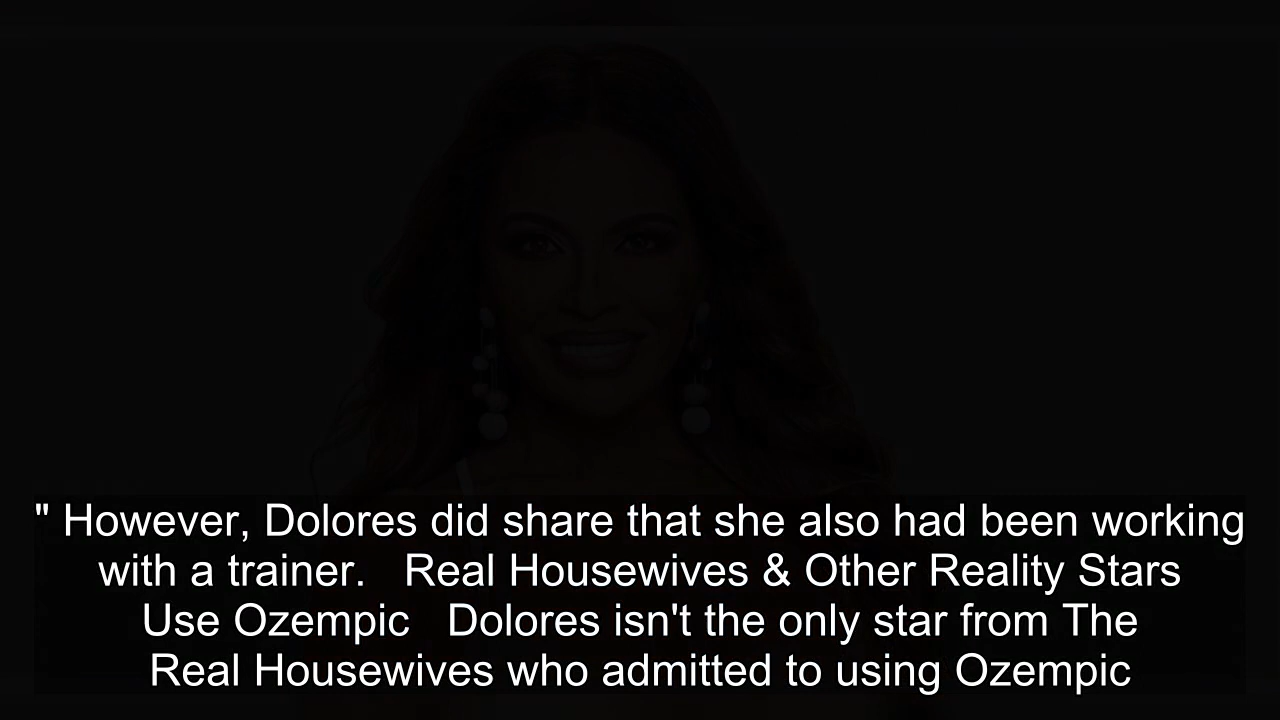 " However, Dolores did share that she also had been working
with a trainer.   Real Housewives & Other Reality Stars
Use Ozempic   Dolores isn't the only star from The
Real Housewives who admitted to using Ozempic